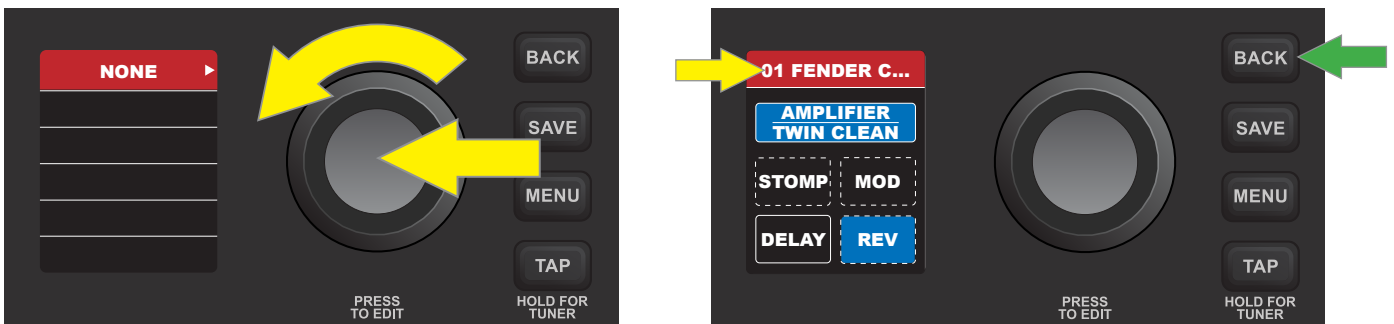 NONE
BACK
SAVE
MENU
TAP
PRESS
TO EDIT
HOLD FOR
TUNER
01 FENDER C...
AMPLIFIER
TWIN CLEAN
STOMP MOD
DELAY REV
BACK
SAVE
MENU
TAP
PRESS
TO EDIT
HOLD FOR
TUNER